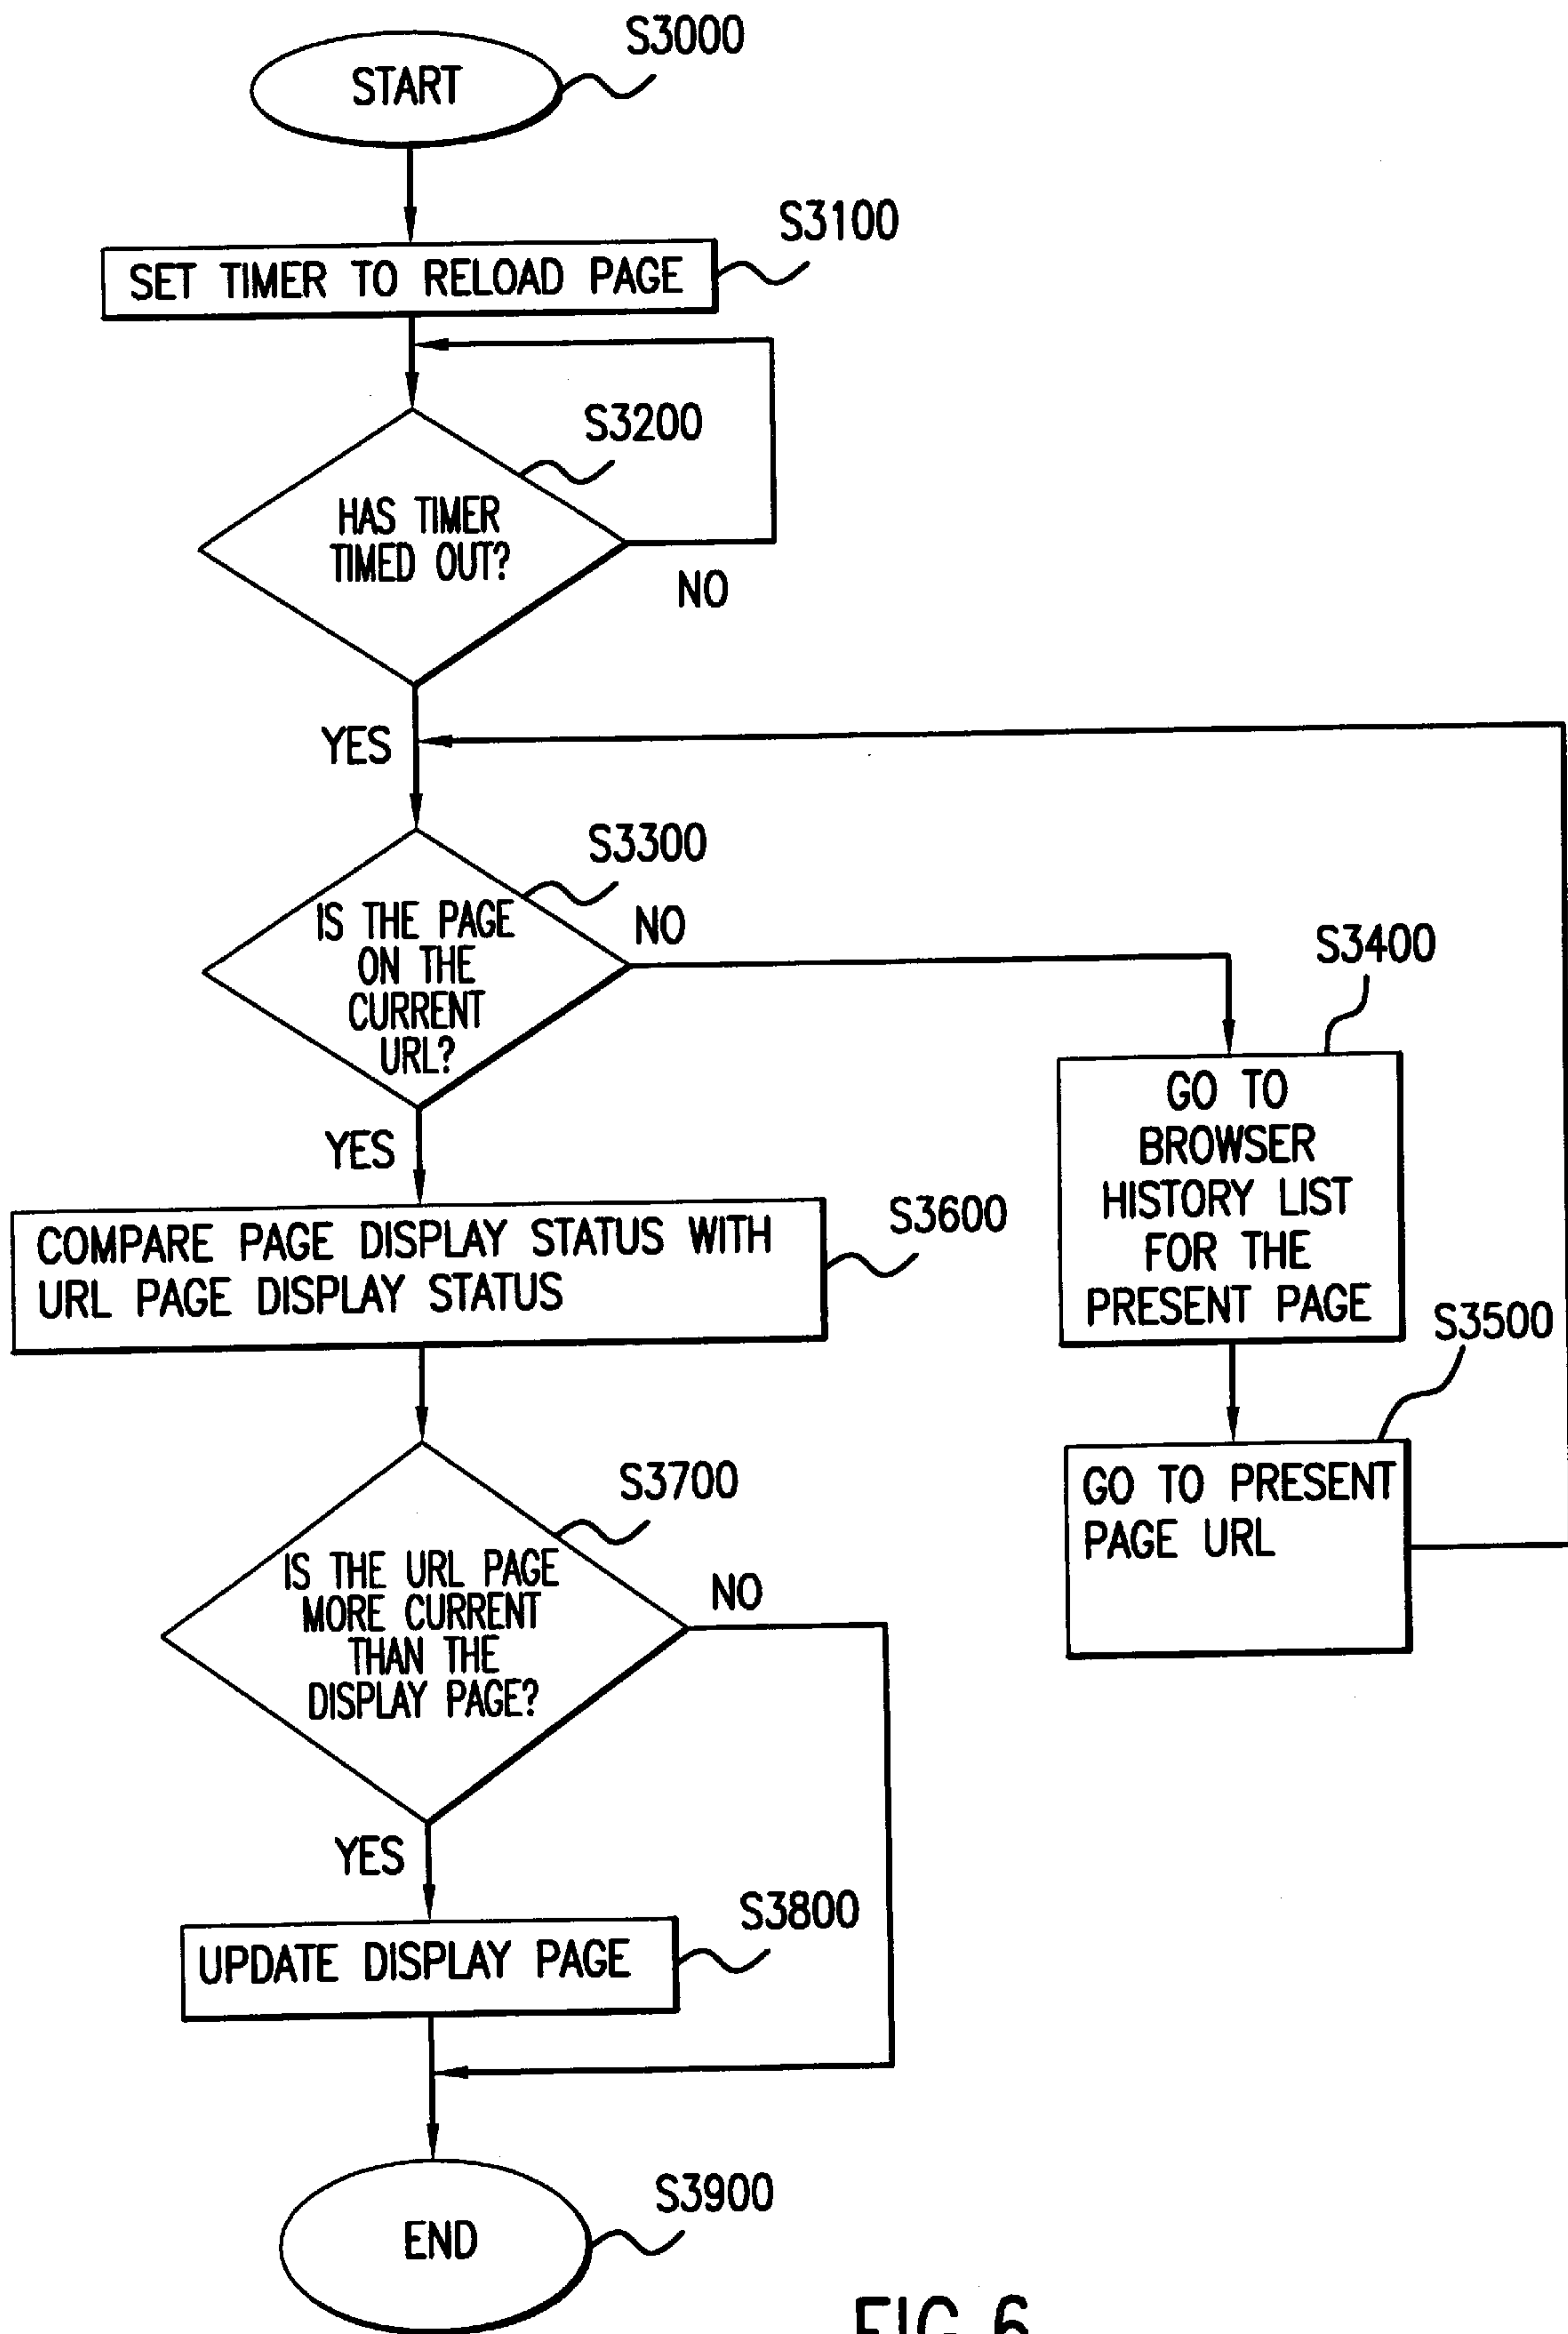 S3000
START
S3100
SET TIMER TO RELOAD PAGE
S3200
HAS TIMER
TIMED OUT?
NO
YES
S3300
IS THE PAGE
ON THE
CURRENT
URL?
NO
S3400
GO TO
BROWSER
HISTORY LIST
FOR THE
PRESENT PAGE
YES
S3600
COMPARE PAGE DISPLAY STATUS WITH
URL PAGE DISPLAY STATUS
S3500
GO TO PRESENT
PAGE URL
S3700
IS THE URL PAGE
MORE CURRENT
THAN THE
DISPLAY PAGE?
NO
YES
S3800
UPDATE DISPLAY PAGE
S3900
END
FIG. 6